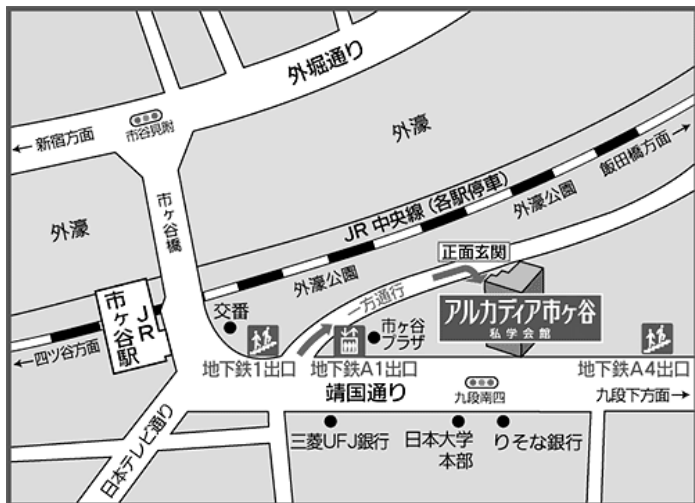 外堀通り
市谷見附
←新宿方面
外濠
飯田橋方面→
市ヶ谷橋
外濠
JR 中央線(各駅停車)
外濠公園
正面玄関
外濠公園
一方通行
アルカディア市ヶ谷
私学会館
JR
市ヶ谷駅
交番
市ヶ谷
プラザ
←四ツ谷方面
地下鉄1出口
地下鉄A1出口
地下鉄A4出口
靖国通り
九段南四
九段下方面→
日本テレビ通り
三菱UFJ銀行
日本大学
本部
りそな銀行